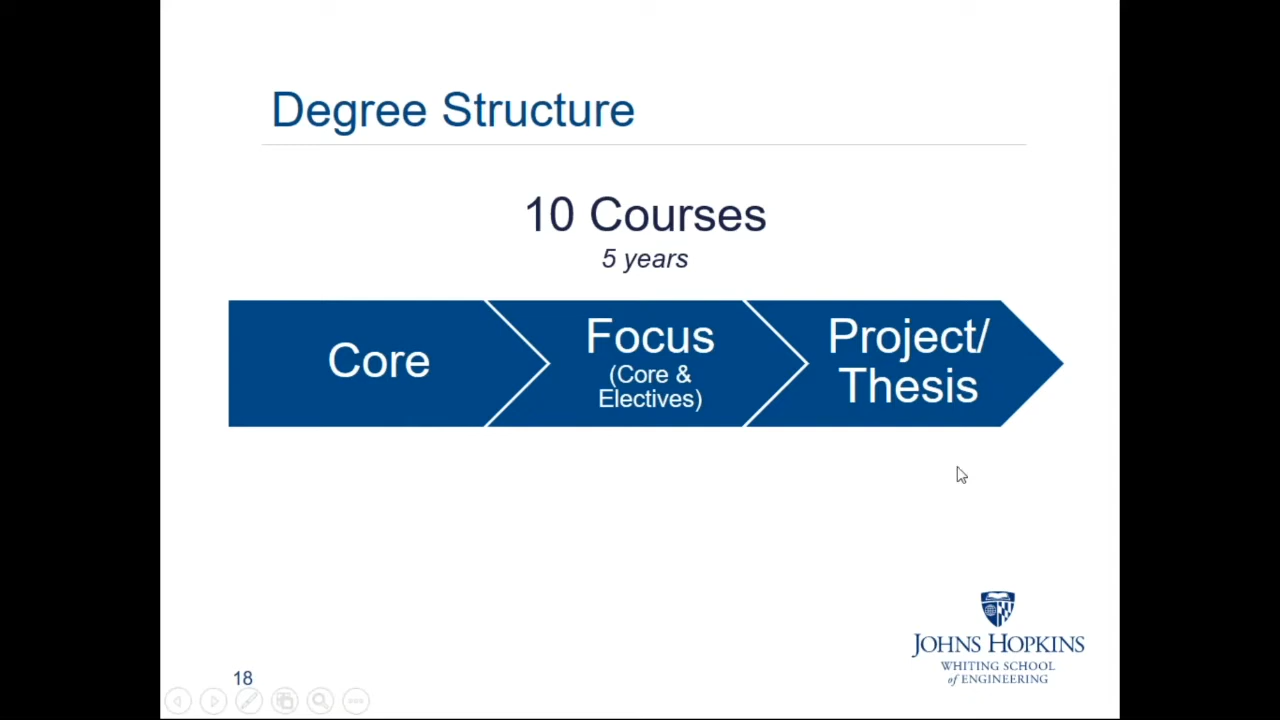 Degree Structure
10 Courses
5 years
Core
Focus
(Core &
Electives)
Project/
Thesis
JOHNS HOPKINS
WHITING SCHOOL
of ENGINEERING
18